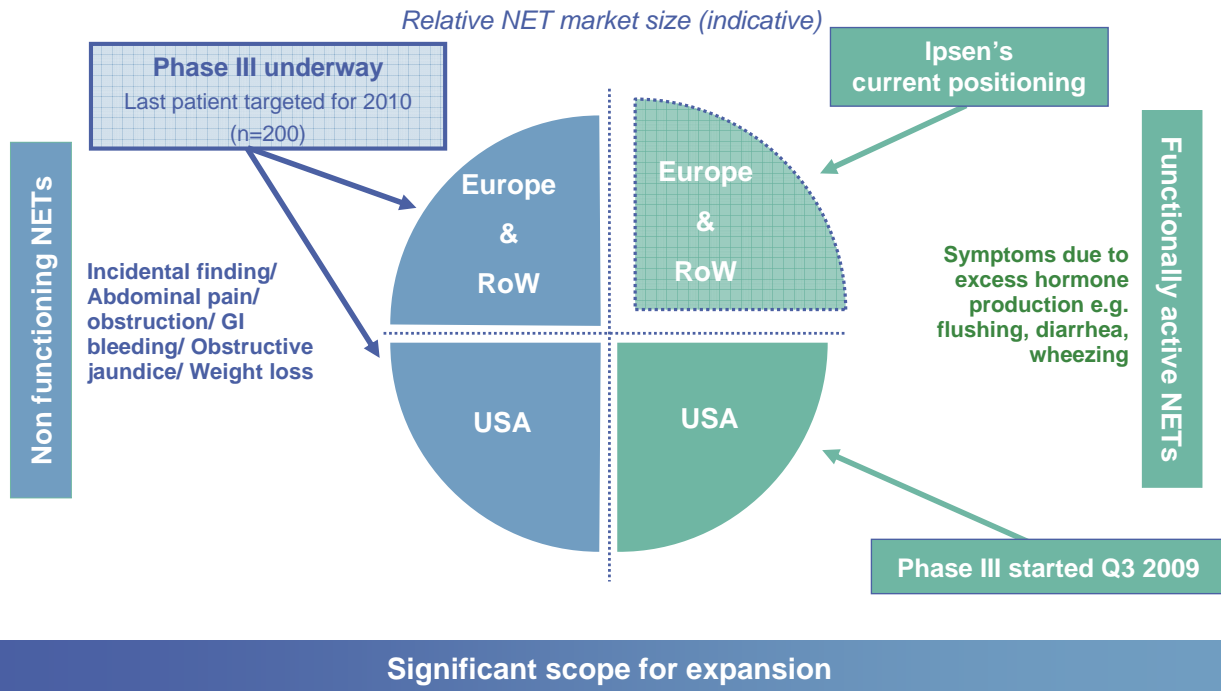 Relative NET market size (indicative)
Phase III underway
Last patient targeted for 2010
(n=200)
Ipsen's
current positioning
Non functioning NETs
Europe
&
RoW
Europe
&
RoW
Functionally active NETs
Incidental finding/
Abdominal pain/
obstruction/ GI
bleeding/ Obstructive
jaundice/ Weight loss
Symptoms due to
excess hormone
production e.g.
flushing, diarrhea,
wheezing
USA
USA
Phase III started Q3 2009
Significant scope for expansion